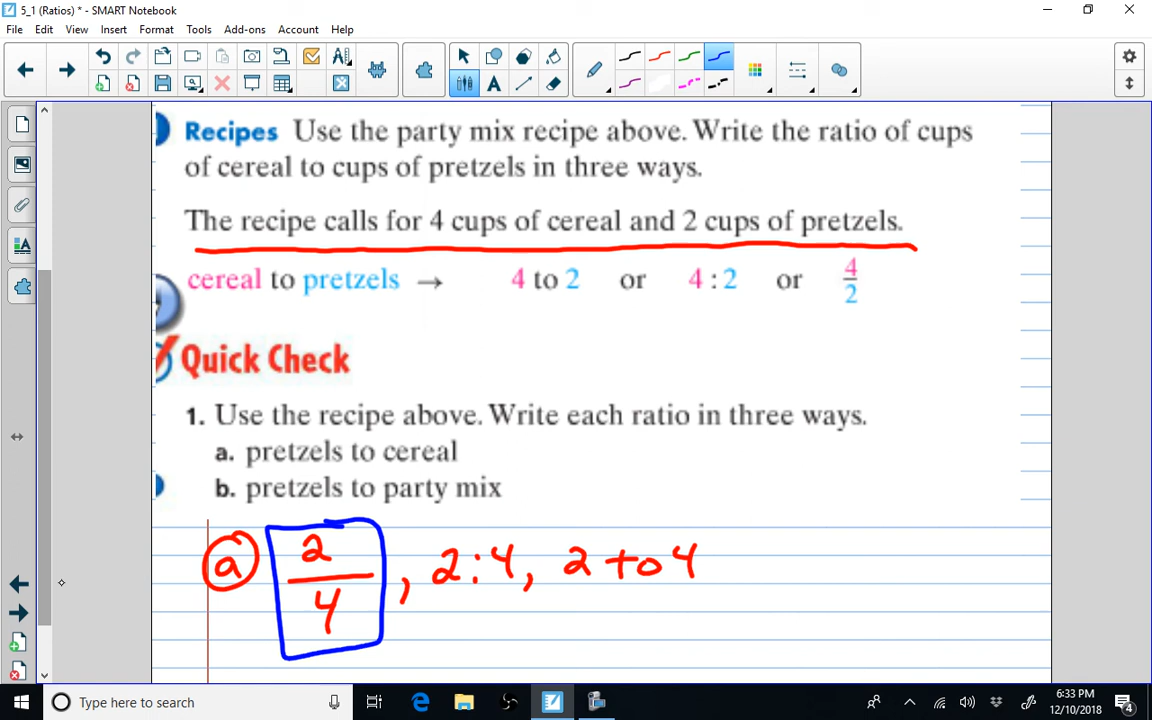 5_1 (Ratios) * - SMART Notebook
File Edit View Insert Format Tools Add-ons Account Help
Recipes Use the party mix recipe above. Write the ratio of cups
of cereal to cups of pretzels in three ways.
The recipe calls for 4 cups of cereal and 2 cups of pretzels.
cereal to pretzels → 4 to 2 or 4 : 2 or 4/2
Quick Check
1. Use the recipe above. Write each ratio in three ways.
a. pretzels to cereal
b. pretzels to party mix
a 2/4 , 2:4, 2 to 4
Type here to search
6:33 PM
12/10/2018
4